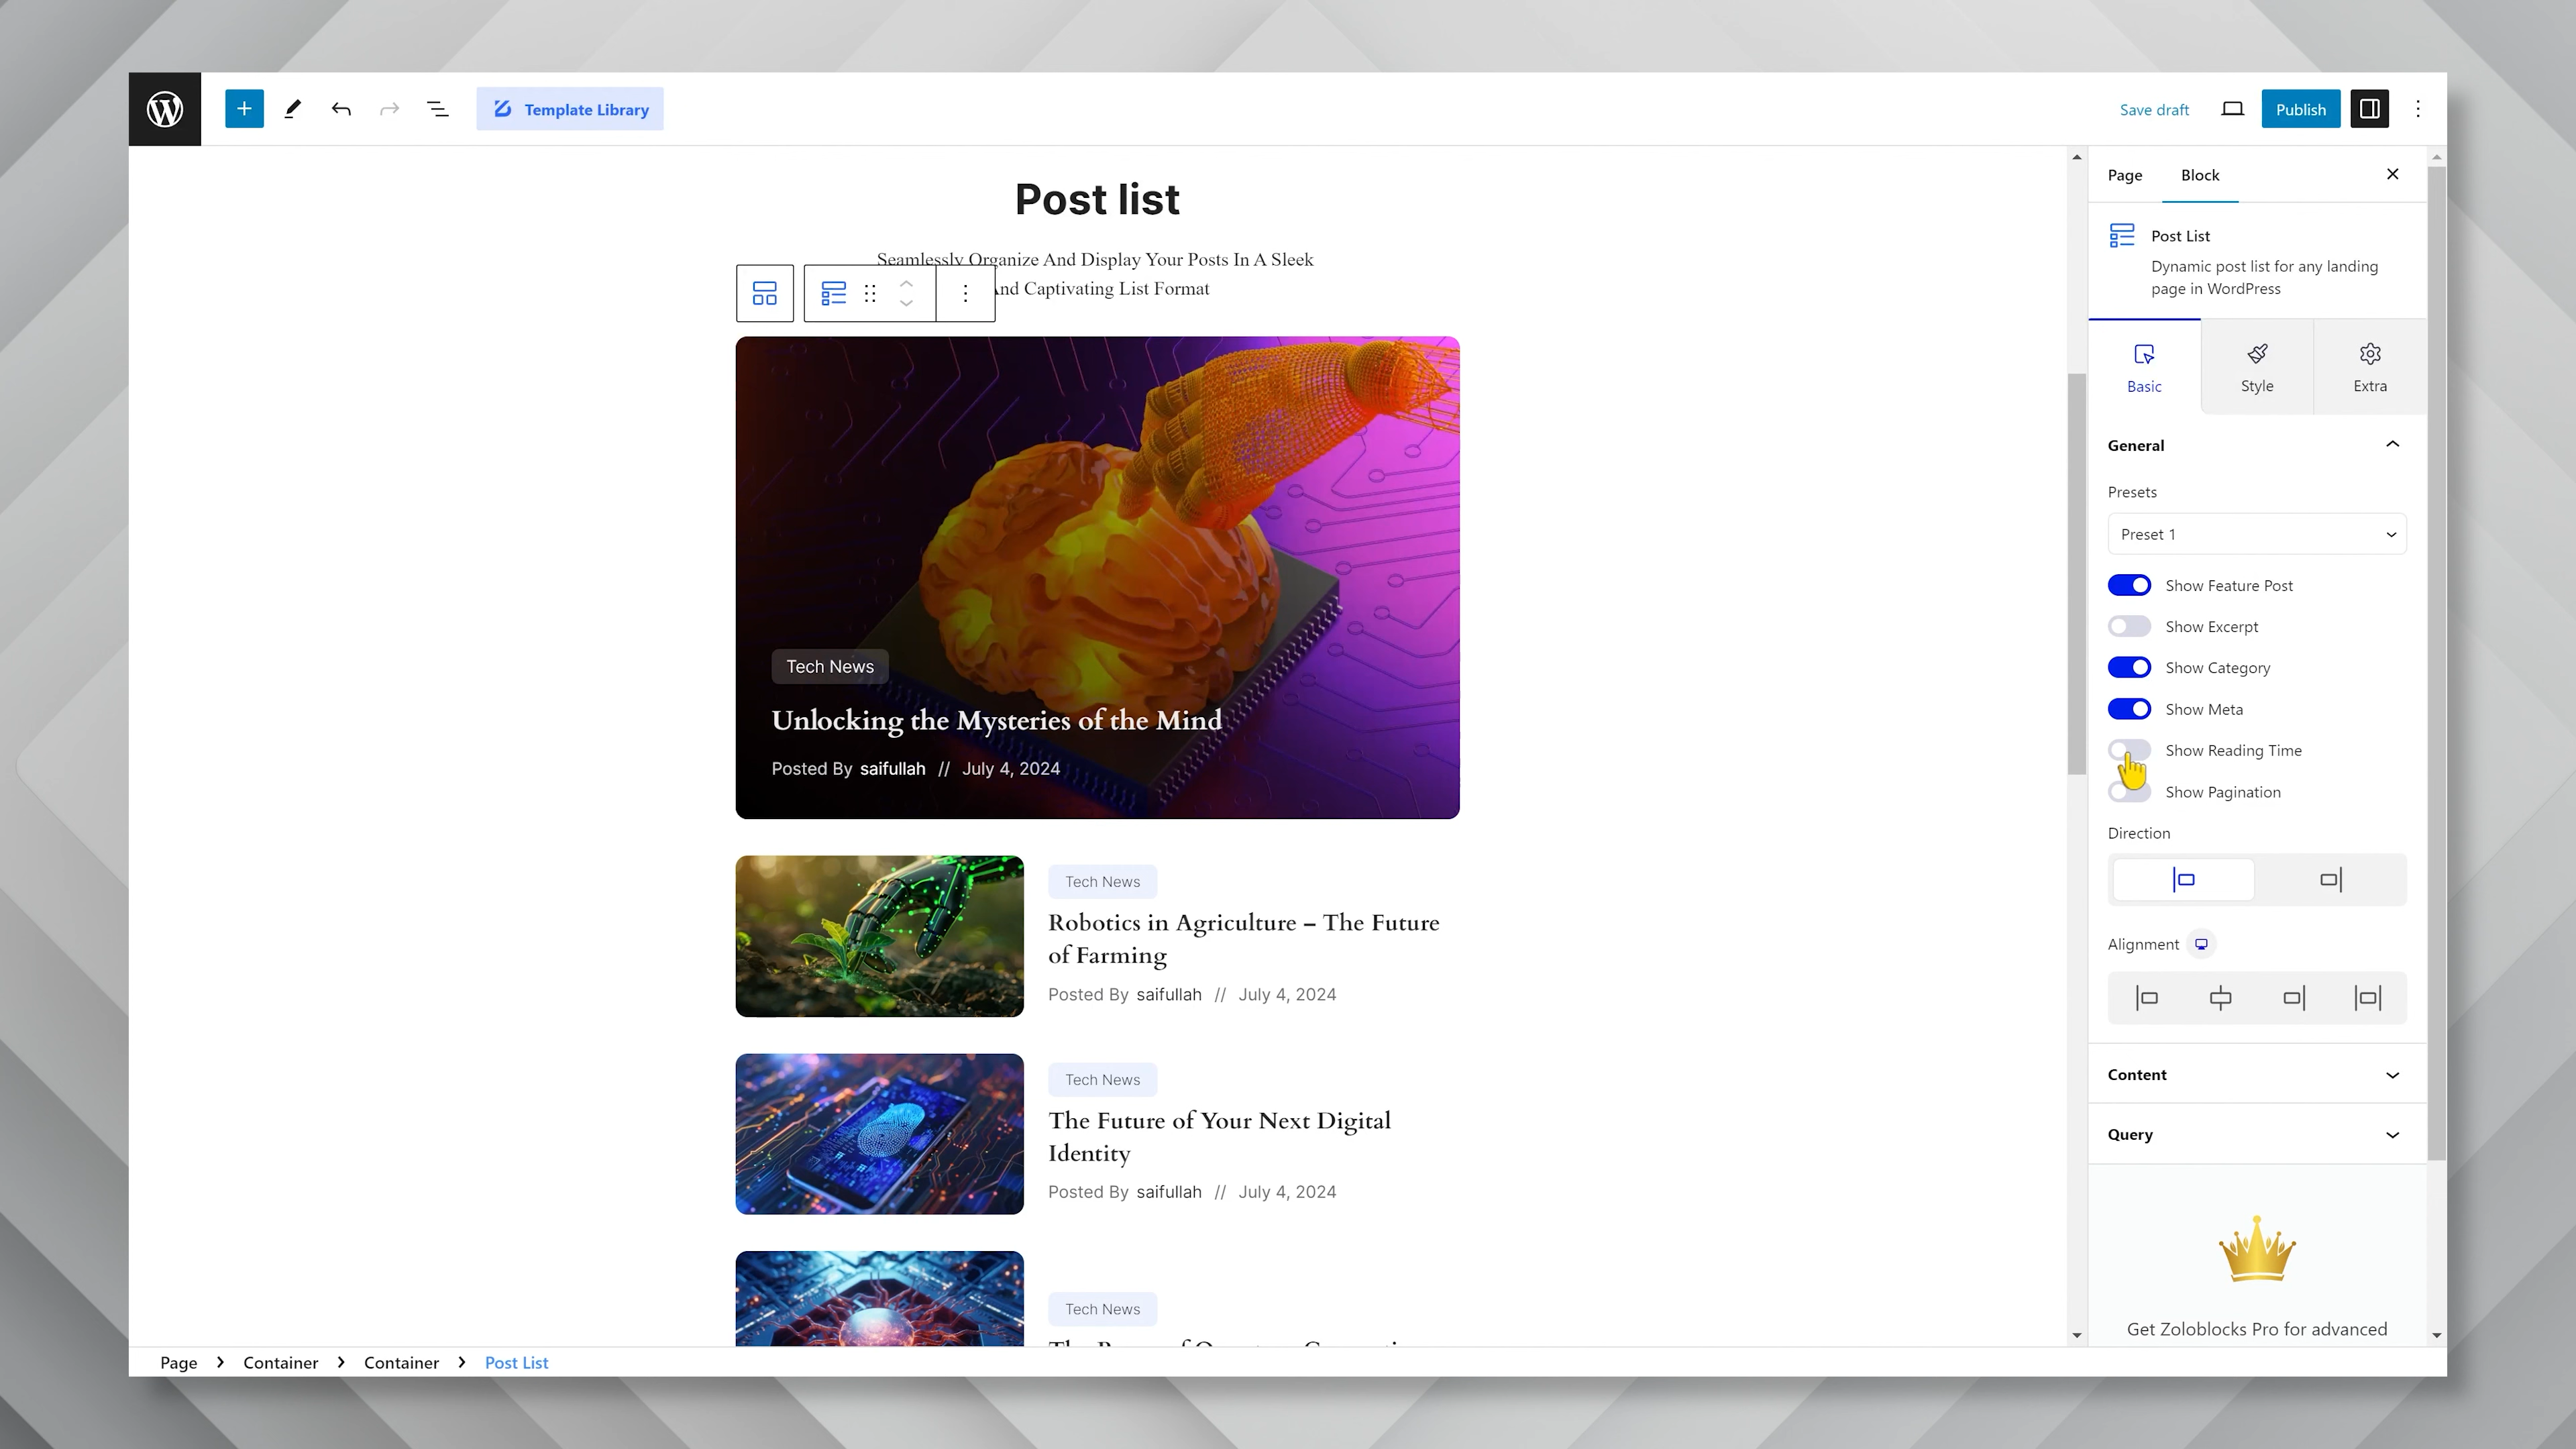 Template Library
Save draft
Publish
Post list
Seamlessly Organize And Display Your Posts In A Sleek
And Captivating List Format
Tech News
Unlocking the Mysteries of the Mind
Posted By saifullah // July 4, 2024
Tech News
Robotics in Agriculture – The Future
of Farming
Posted By saifullah // July 4, 2024
Tech News
The Future of Your Next Digital
Identity
Posted By saifullah // July 4, 2024
Tech News
Page
Block
Post List
Dynamic post list for any landing
page in WordPress
Basic
Style
Extra
General
Presets
Preset 1
Show Feature Post
Show Excerpt
Show Category
Show Meta
Show Reading Time
Show Pagination
Direction
Alignment
Content
Query
Get Zoloblocks Pro for advanced
Page > Container > Container > Post List